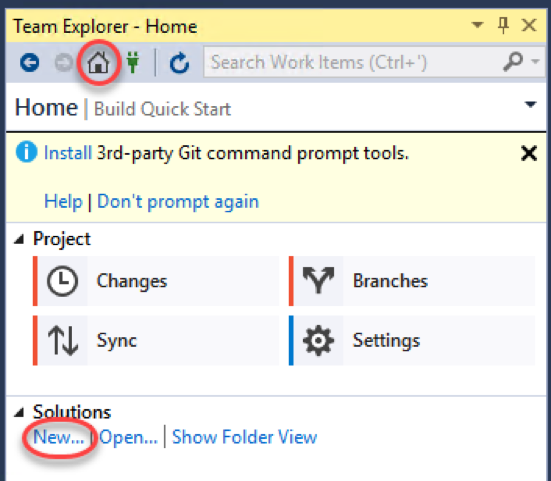 Team Explorer - Home
Search Work Items (Ctrl+')
Home | Build Quick Start
Install 3rd-party Git command prompt tools.
Help | Don't prompt again
Project
Changes
Branches
Sync
Settings
Solutions
New... | Open... | Show Folder View